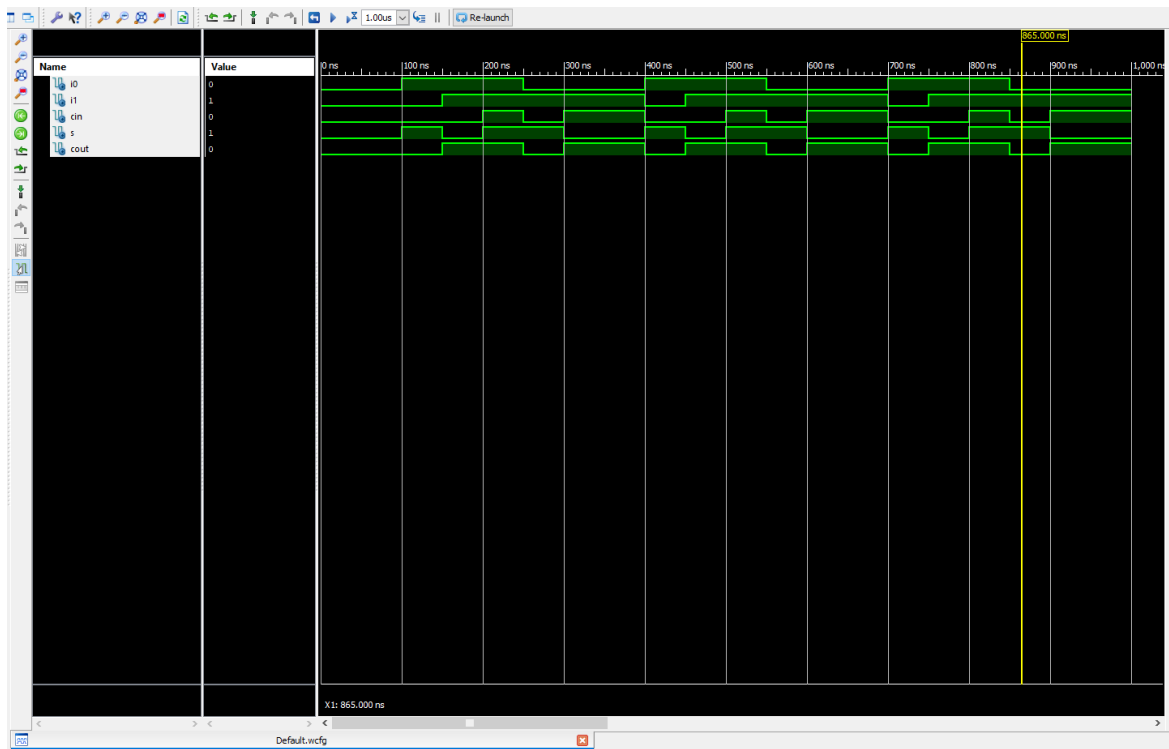 1.00us Re-launch
865.000 ns
Name Value
0 ns 100 ns 200 ns 300 ns 400 ns 500 ns 600 ns 700 ns 800 ns 900 ns 1,000 ns
i0 0
i1 1
cin 0
s 1
cout 0
X1: 865.000 ns
Default.wcfg